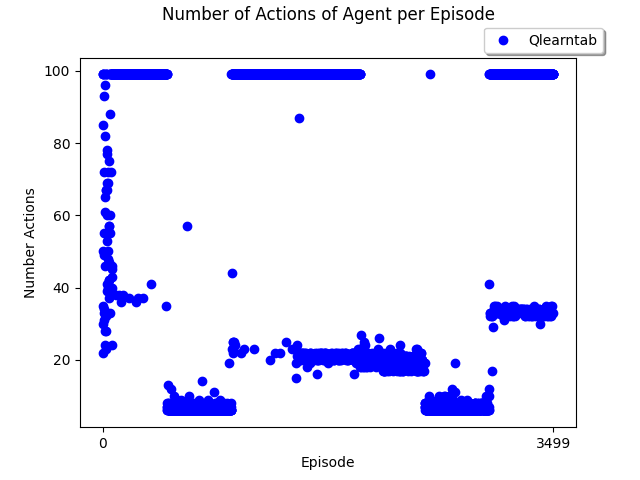 Number of Actions of Agent per Episode
Qlearntab
100
80
60
40
20
Number Actions
0
3499
Episode